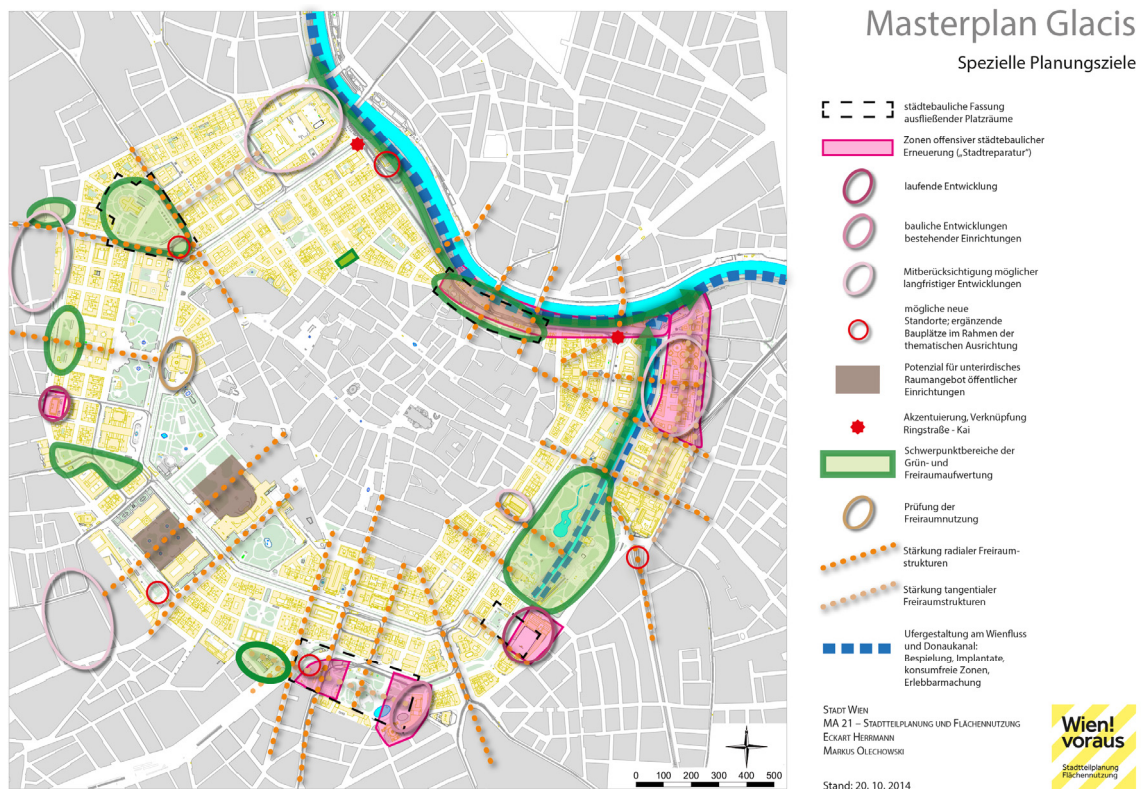 Masterplan Glacis
Spezielle Planungsziele
städtebauliche Fassung
ausfließender Platzräume
Zonen offensiver städtebaulicher
Erneuerung („Stadtreparatur“)
laufende Entwicklung
bauliche Entwicklungen
bestehender Einrichtungen
Mitberücksichtigung möglicher
langfristiger Entwicklungen
mögliche neue
Standorte; ergänzende
Bauplätze im Rahmen der
thematischen Ausrichtung
Potenzial für unterirdisches
Raumangebot öffentlicher
Einrichtungen
Akzentuierung, Verknüpfung
Ringstraße - Kai
Schwerpunktbereiche der
Grün- und
Freiraumaufwertung
Prüfung der
Freiraumnutzung
Stärkung radialer Freiraum-
strukturen
Stärkung tangentialer
Freiraumstrukturen
Ufergestaltung am Wienfluss
und Donaukanal:
Bespielung, Implantate,
konsumfreie Zonen,
Erlebbarmachung
STADT WIEN
MA 21 – STADTTEILPLANUNG UND FLÄCHENNUTZUNG
ECKART HERRMANN
MARKUS OLECHOWSKI
Stand: 20. 10. 2014
Wien!
voraus
Stadtteilplanung
Flächennutzung
0 100 200 300 400 500